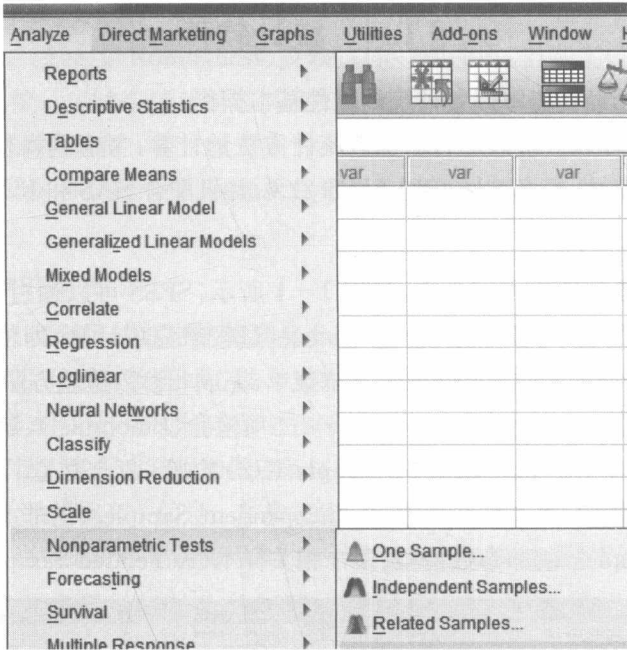 Analyze Direct Marketing Graphs Utilities Add-ons Window
Reports
Descriptive Statistics
Tables
Compare Means
General Linear Model
Generalized Linear Models
Mixed Models
Correlate
Regression
Loglinear
Neural Networks
Classify
Dimension Reduction
Scale
Nonparametric Tests
Forecasting
Survival
Multiple Response
var var var
One Sample...
Independent Samples...
Related Samples...